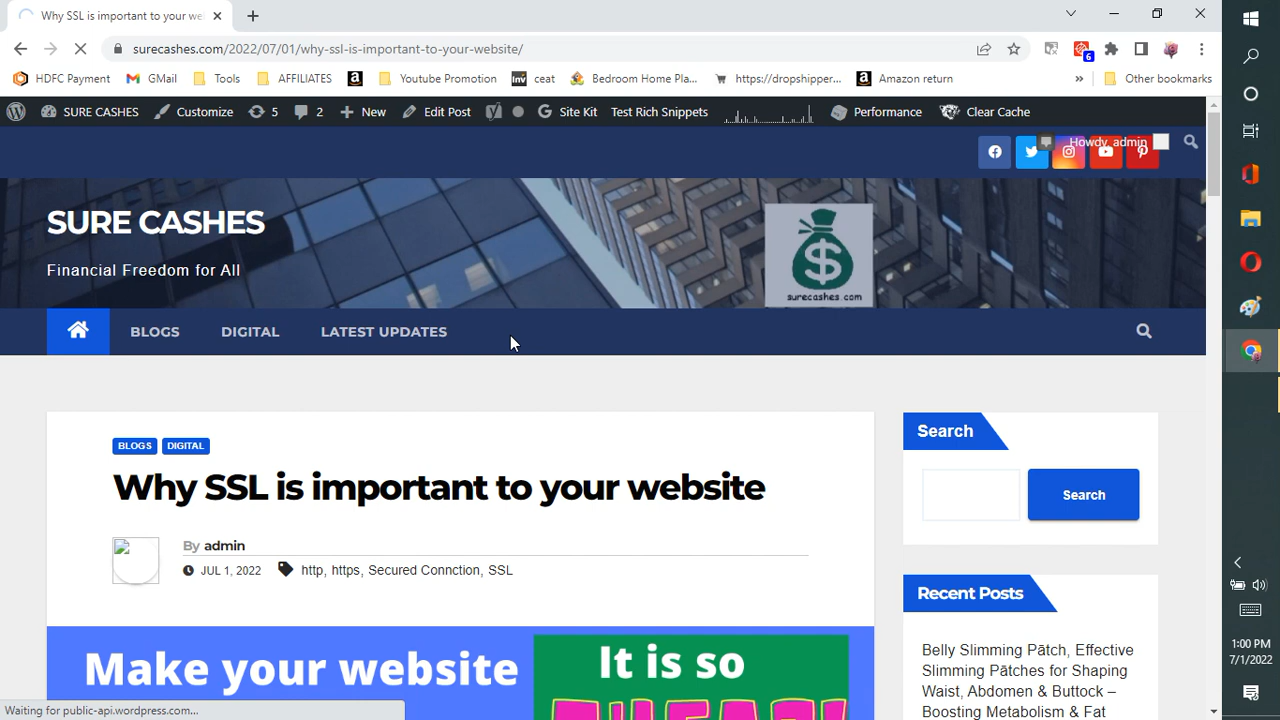 Why SSL is important to your we
surecashes.com/2022/07/01/why-ssl-is-important-to-your-website/
6
HDFC Payment GMail Tools AFFILIATES Youtube Promotion Inv ceat Bedroom Home Pla... https://dropshipper... Amazon return » Other bookmarks
SURE CASHES Customize 5 2 New Edit Post Site Kit Test Rich Snippets Performance Clear Cache
Howdy, admin
SURE CASHES
Financial Freedom for All
$
surecashes.com
BLOGS DIGITAL LATEST UPDATES
BLOGS DIGITAL
Why SSL is important to your website
By admin
JUL 1, 2022 http, https, Secured Connction, SSL
Make your website
It is so
Search
Search
Recent Posts
Belly Slimming Pătch, Effective
Slimming Pătches for Shaping
Waist, Abdomen & Buttock –
Boosting Metabolism & Fat
Waiting for public-api.wordpress.com...
1:00 PM
7/1/2022